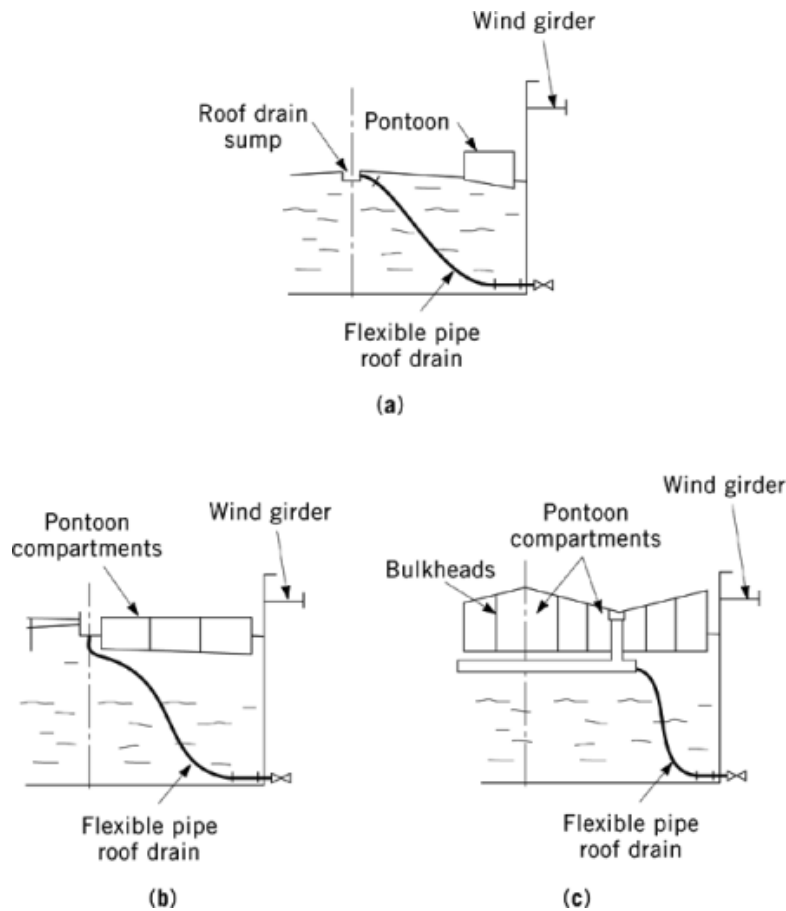 Wind girder
Roof drain
sump
Pontoon
Flexible pipe
roof drain
(a)
Pontoon
compartments
Wind girder
Flexible pipe
roof drain
(b)
Wind girder
Pontoon
compartments
Bulkheads
Flexible pipe
roof drain
(c)